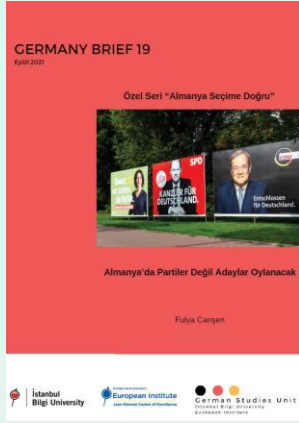 GERMANY BRIEF 19
Eylül 2021
Özel Seri "Almanya Seçime Doğru"
SPD
KANZLER FÜR
DEUTSCHLAND.
CDU
Entschlossen
für Deutschland.
Almanya'da Partiler Değil Adaylar Oylanacak
Fulya Canşen
İstanbul
Bilgi University
European Institute
Jean Monnet Centre of Excellence
German Studies Unit
Istanbul Bilgi University
European Institute